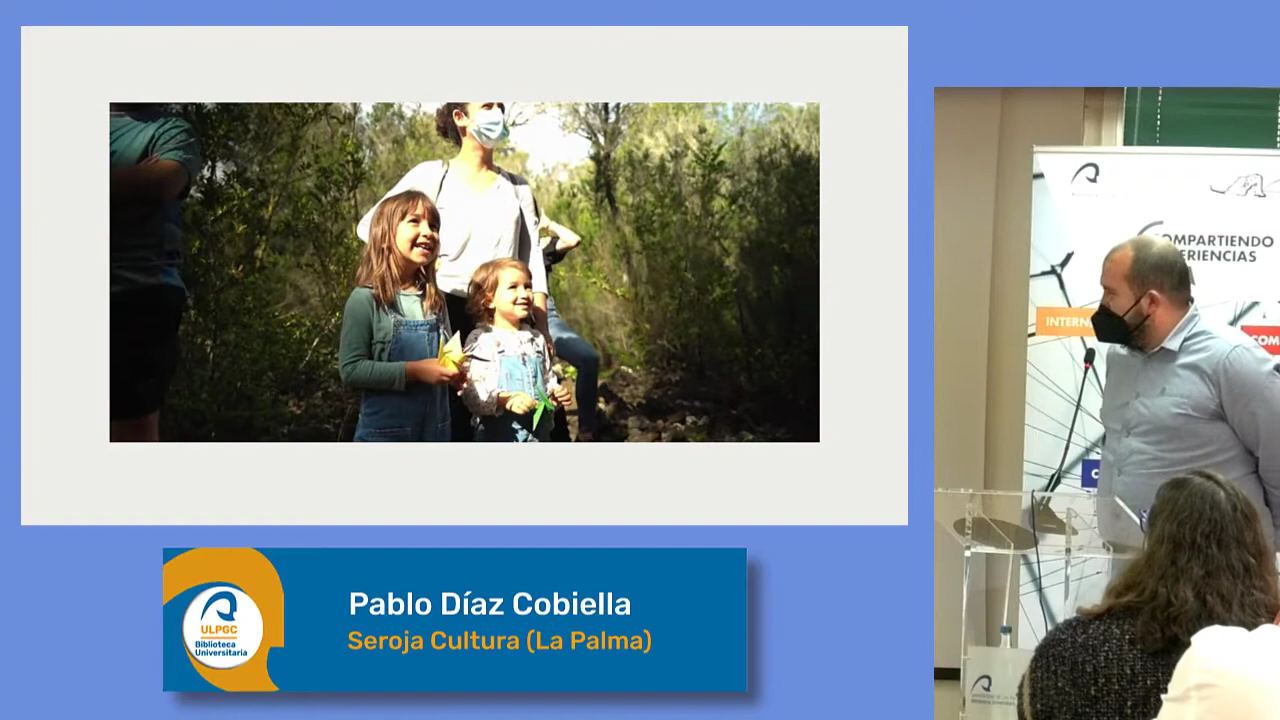 COMPARTIENDO
ERIENCIAS
INTERN
COM
C
Pablo Díaz Cobiella
Seroja Cultura (La Palma)
ULPGC
Biblioteca
Universitaria